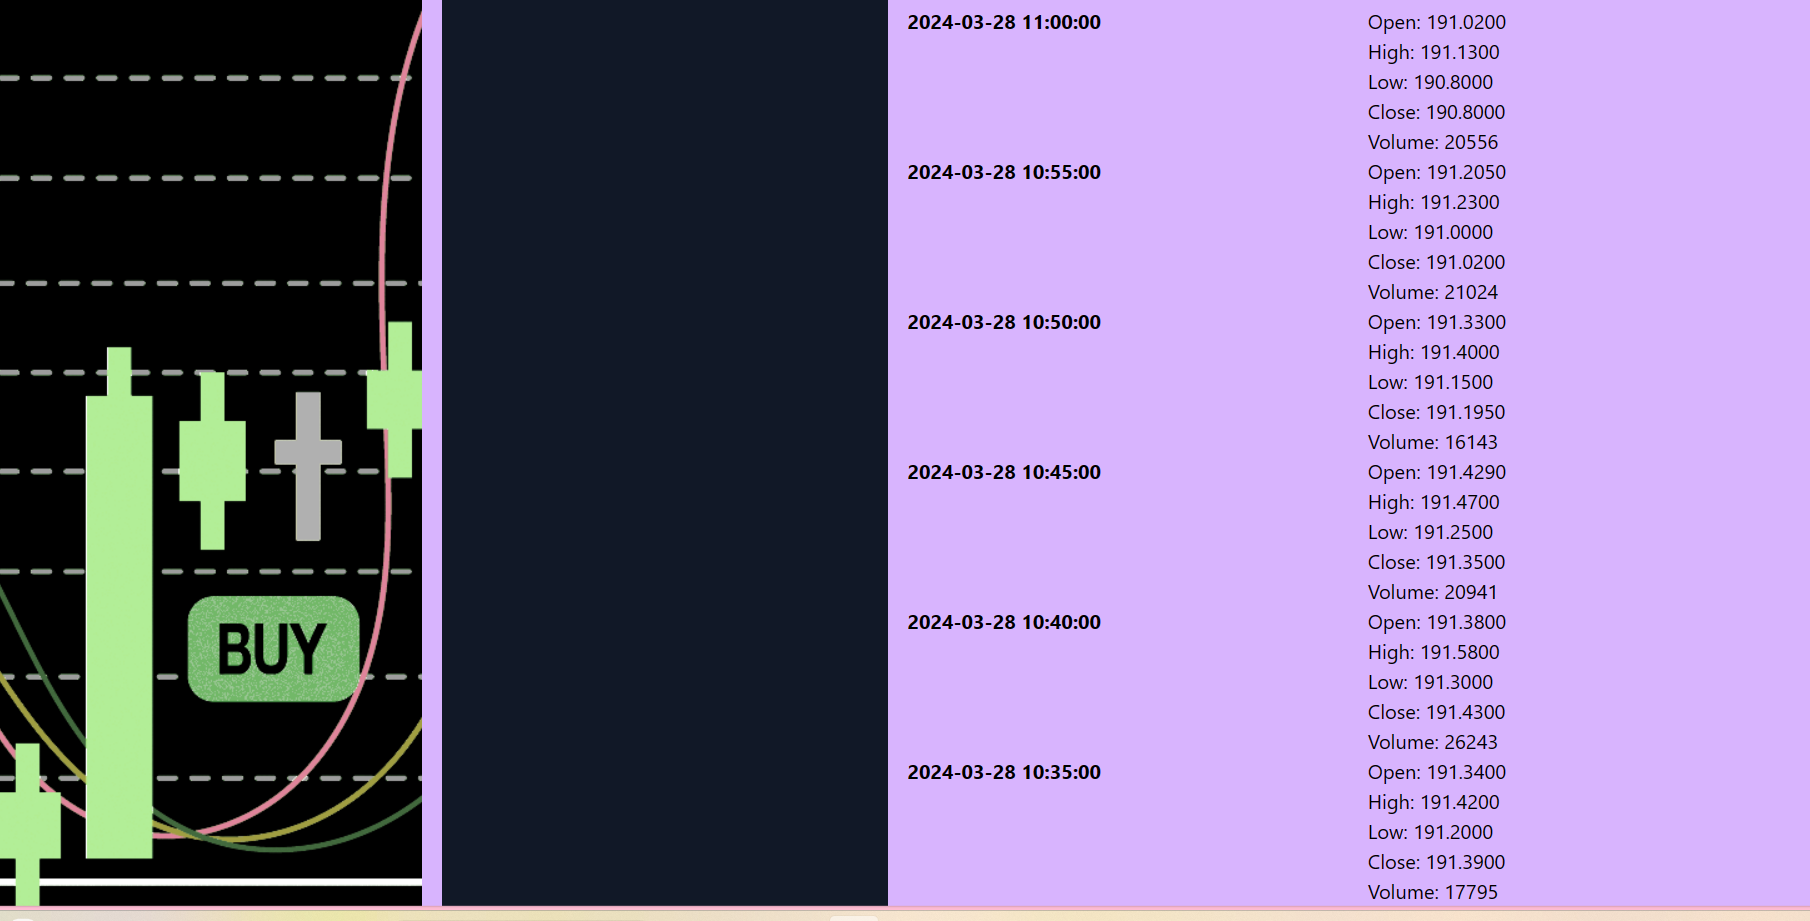 BUY
2024-03-28 11:00:00 Open: 191.0200
High: 191.1300
Low: 190.8000
Close: 190.8000
Volume: 20556
2024-03-28 10:55:00 Open: 191.2050
High: 191.2300
Low: 191.0000
Close: 191.0200
Volume: 21024
2024-03-28 10:50:00 Open: 191.3300
High: 191.4000
Low: 191.1500
Close: 191.1950
Volume: 16143
2024-03-28 10:45:00 Open: 191.4290
High: 191.4700
Low: 191.2500
Close: 191.3500
Volume: 20941
2024-03-28 10:40:00 Open: 191.3800
High: 191.5800
Low: 191.3000
Close: 191.4300
Volume: 26243
2024-03-28 10:35:00 Open: 191.3400
High: 191.4200
Low: 191.2000
Close: 191.3900
Volume: 17795